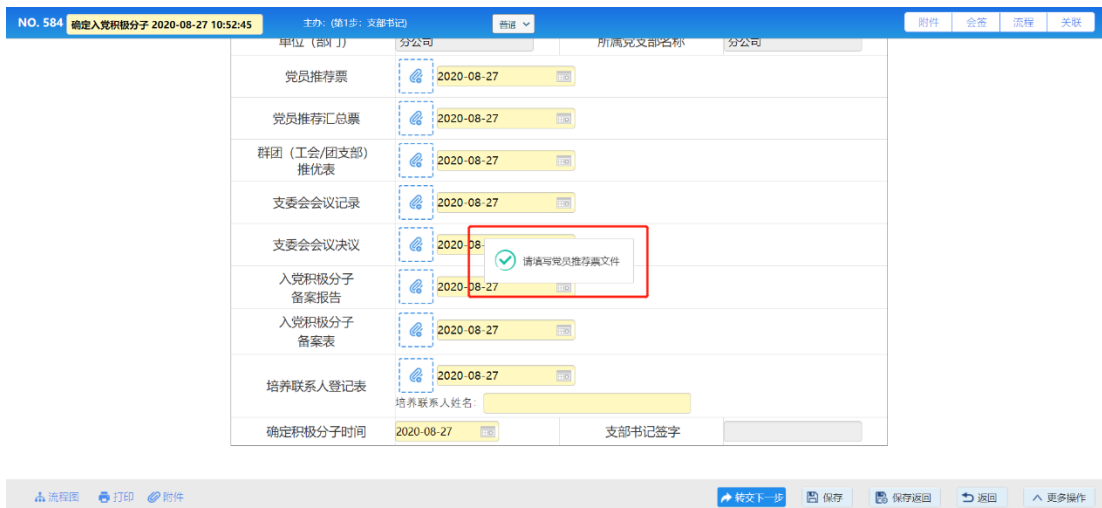 NO. 584 确定入党积极分子 2020-08-27 10:52:45 主办: (第1步: 支部书记) 普通 附件 会签 流程 关联
单位（部门） 分公司 所属党支部名称 分公司
党员推荐票 2020-08-27
党员推荐汇总票 2020-08-27
群团（工会/团支部）
推优表 2020-08-27
支委会会议记录 2020-08-27
支委会会议决议 2020-08-
请填写党员推荐票文件
入党积极分子
备案报告 2020-08-27
入党积极分子
备案表 2020-08-27
培养联系人登记表 2020-08-27
培养联系人姓名:
确定积极分子时间 2020-08-27 支部书记签字
流程图 打印 附件 转交下一步 保存 保存返回 返回 更多操作